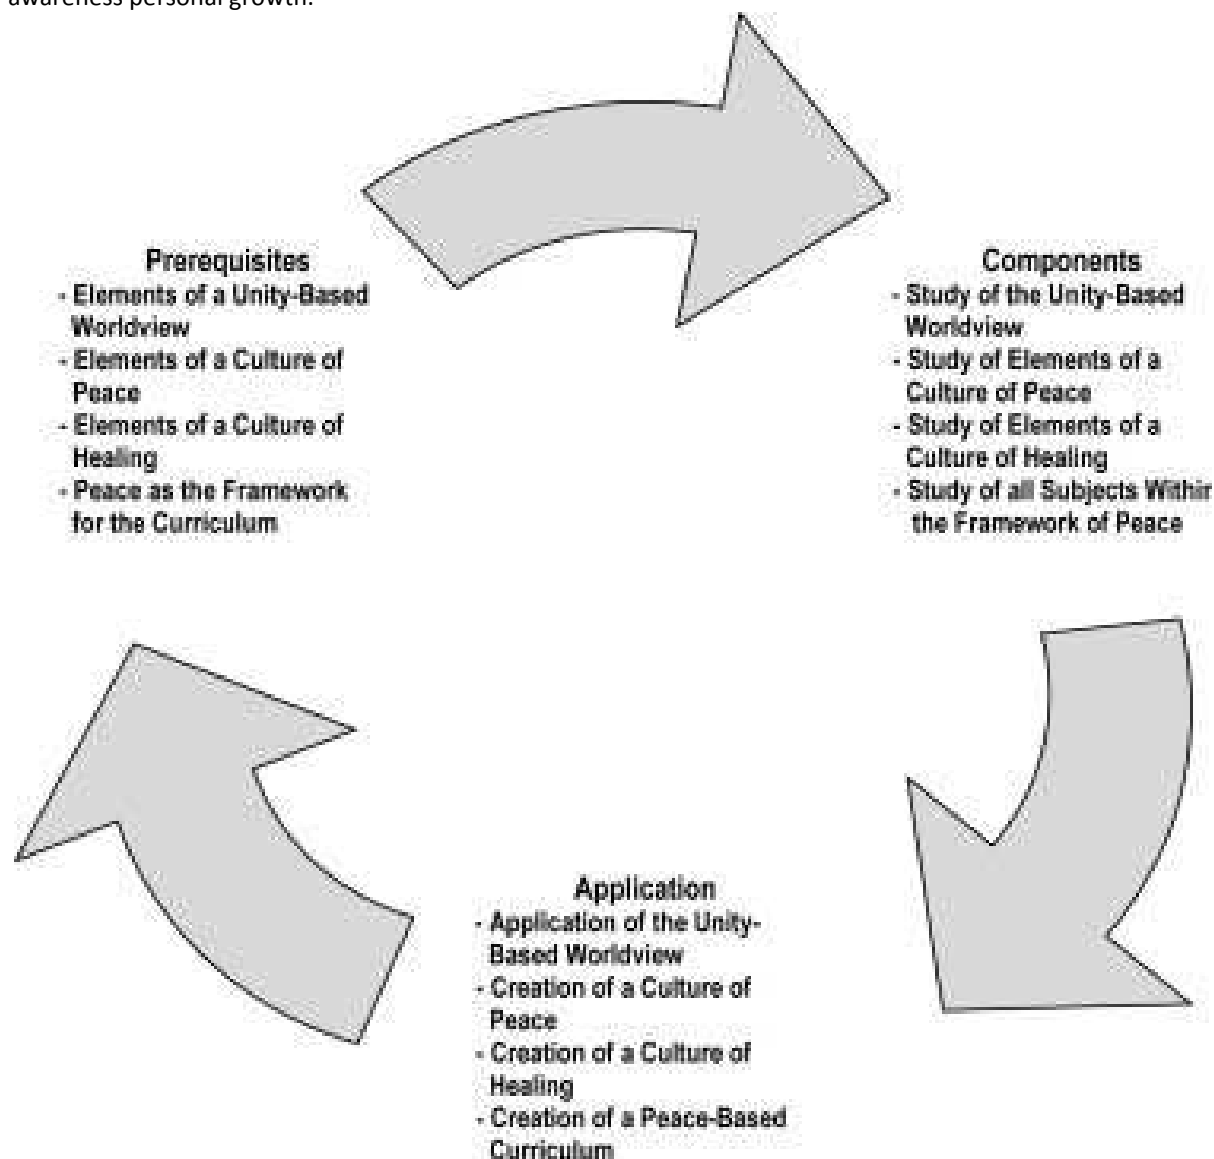 awareness personal growth.
Prerequisites
- Elements of a Unity-Based
Worldview
- Elements of a Culture of
Peace
- Elements of a Culture of
Healing
- Peace as the Framework
for the Curriculum
Components
- Study of the Unity-Based
Worldview
- Study of Elements of a
Culture of Peace
- Study of Elements of a
Culture of Healing
- Study of all Subjects Within
the Framework of Peace
Application
- Application of the Unity-
Based Worldview
- Creation of a Culture of
Peace
- Creation of a Culture of
Healing
- Creation of a Peace-Based
Curriculum